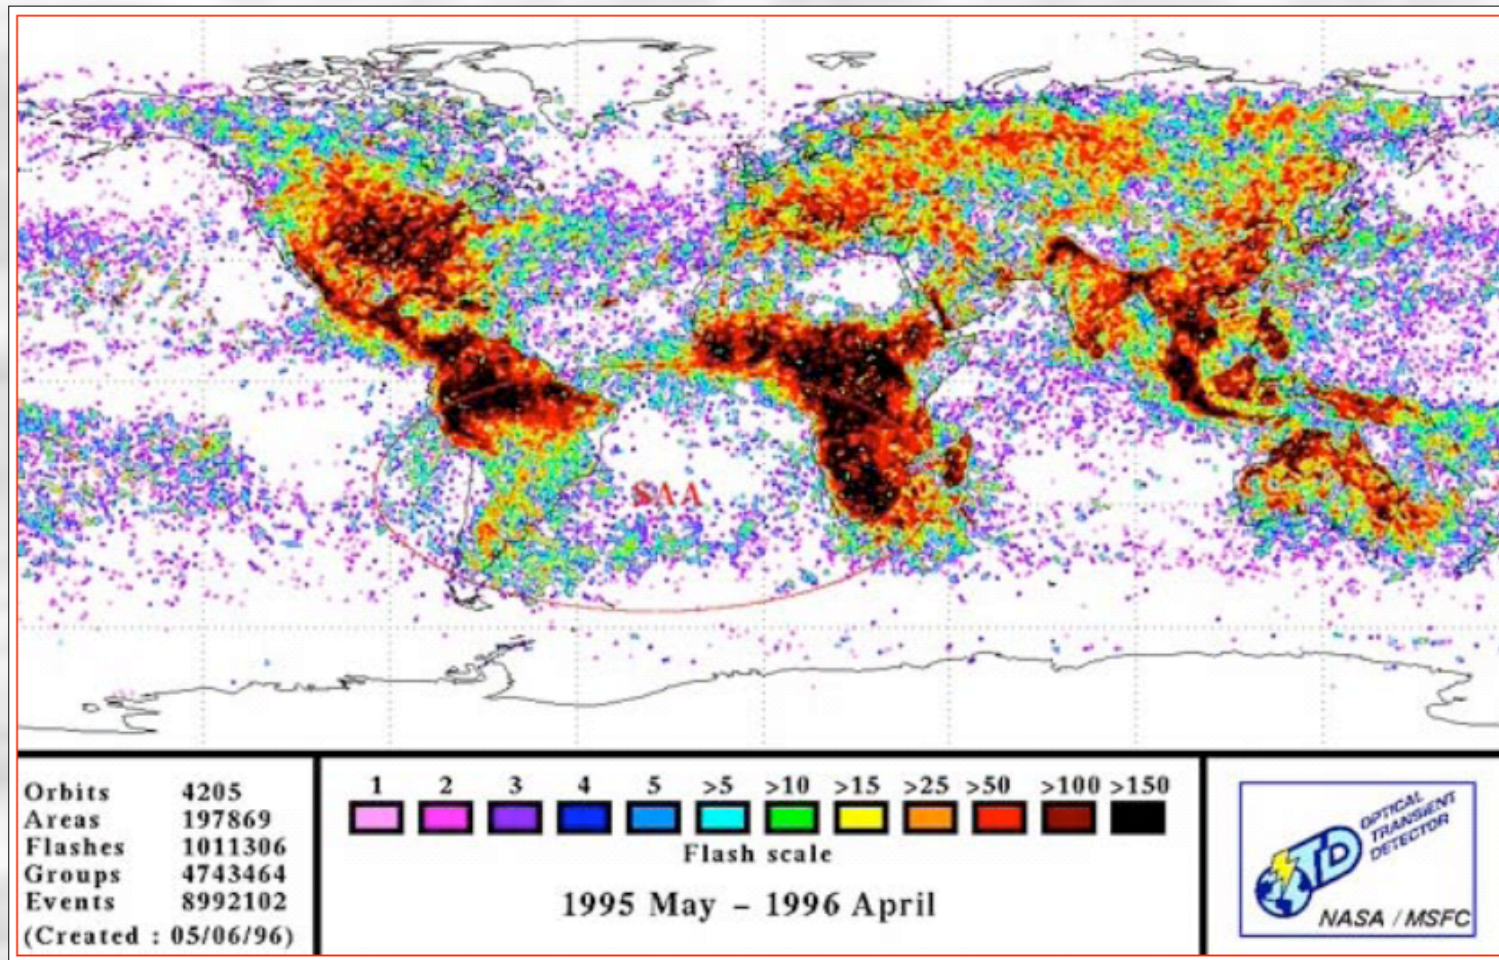 SAA
Orbits 4205
Areas 197869
Flashes 1011306
Groups 4743464
Events 8992102
(Created : 05/06/96)
1 2 3 4 5 >5 >10 >15 >25 >50 >100 >150
Flash scale
1995 May – 1996 April
OTD
OPTICAL
TRANSIENT
DETECTOR
NASA / MSFC